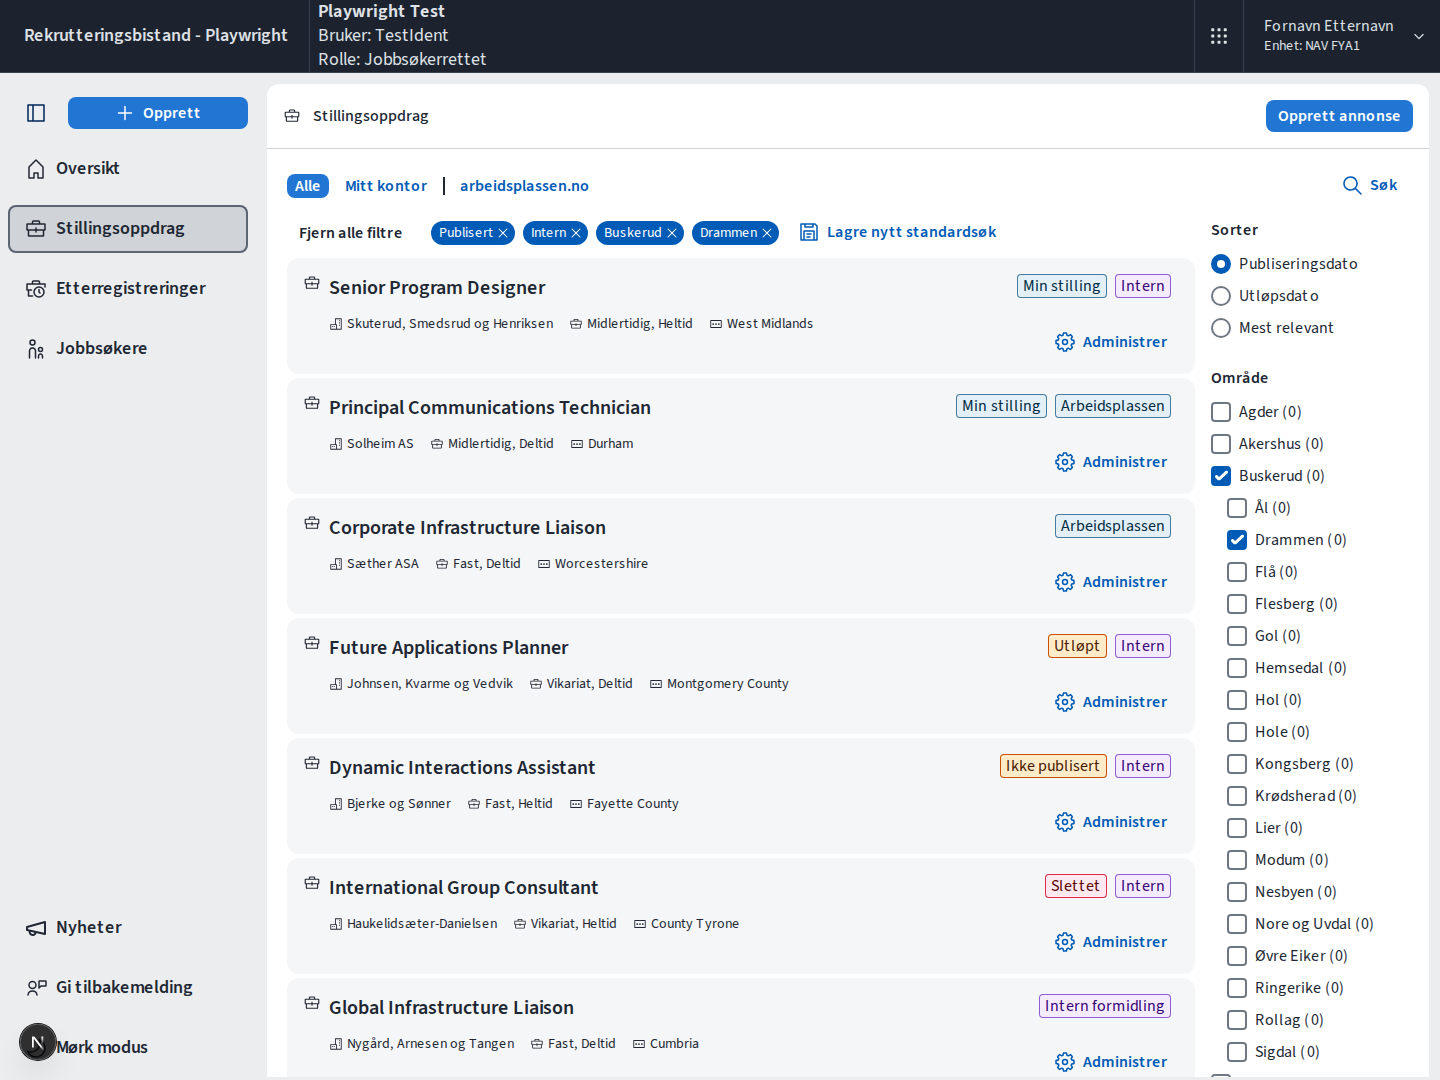 Rekrutteringsbistand - Playwright
Playwright Test
Bruker: TestIdent
Rolle: Jobbsøkerrettet
Fornavn Etternavn
Enhet: NAV FYA1
Opprett
Oversikt
Stillingsoppdrag
Etterregistreringer
Jobbsøkere
Nyheter
Gi tilbakemelding
N
Mørk modus
Stillingsoppdrag
Opprett annonse
Alle
Mitt kontor
arbeidsplassen.no
Søk
Fjern alle filtre
Publisert
Intern
Buskerud
Drammen
Lagre nytt standardsøk
Senior Program Designer
Min stilling
Intern
Skuterud, Smedsrud og Henriksen
Midlertidig, Heltid
West Midlands
Administrer
Principal Communications Technician
Min stilling
Arbeidsplassen
Solheim AS
Midlertidig, Deltid
Durham
Administrer
Corporate Infrastructure Liaison
Arbeidsplassen
Sæther ASA
Fast, Deltid
Worcestershire
Administrer
Future Applications Planner
Utløpt
Intern
Johnsen, Kvarme og Vedvik
Vikariat, Deltid
Montgomery County
Administrer
Dynamic Interactions Assistant
Ikke publisert
Intern
Bjerke og Sønner
Fast, Heltid
Fayette County
Administrer
International Group Consultant
Slettet
Intern
Haukelidsæter-Danielsen
Vikariat, Heltid
County Tyrone
Administrer
Global Infrastructure Liaison
Intern formidling
Nygård, Arnesen og Tangen
Fast, Deltid
Cumbria
Administrer
Sorter
Publiseringsdato
Utløpsdato
Mest relevant
Område
Agder (0)
Akershus (0)
Buskerud (0)
Ål (0)
Drammen (0)
Flå (0)
Flesberg (0)
Gol (0)
Hemsedal (0)
Hol (0)
Hole (0)
Kongsberg (0)
Krødsherad (0)
Lier (0)
Modum (0)
Nesbyen (0)
Nore og Uvdal (0)
Øvre Eiker (0)
Ringerike (0)
Rollag (0)
Sigdal (0)